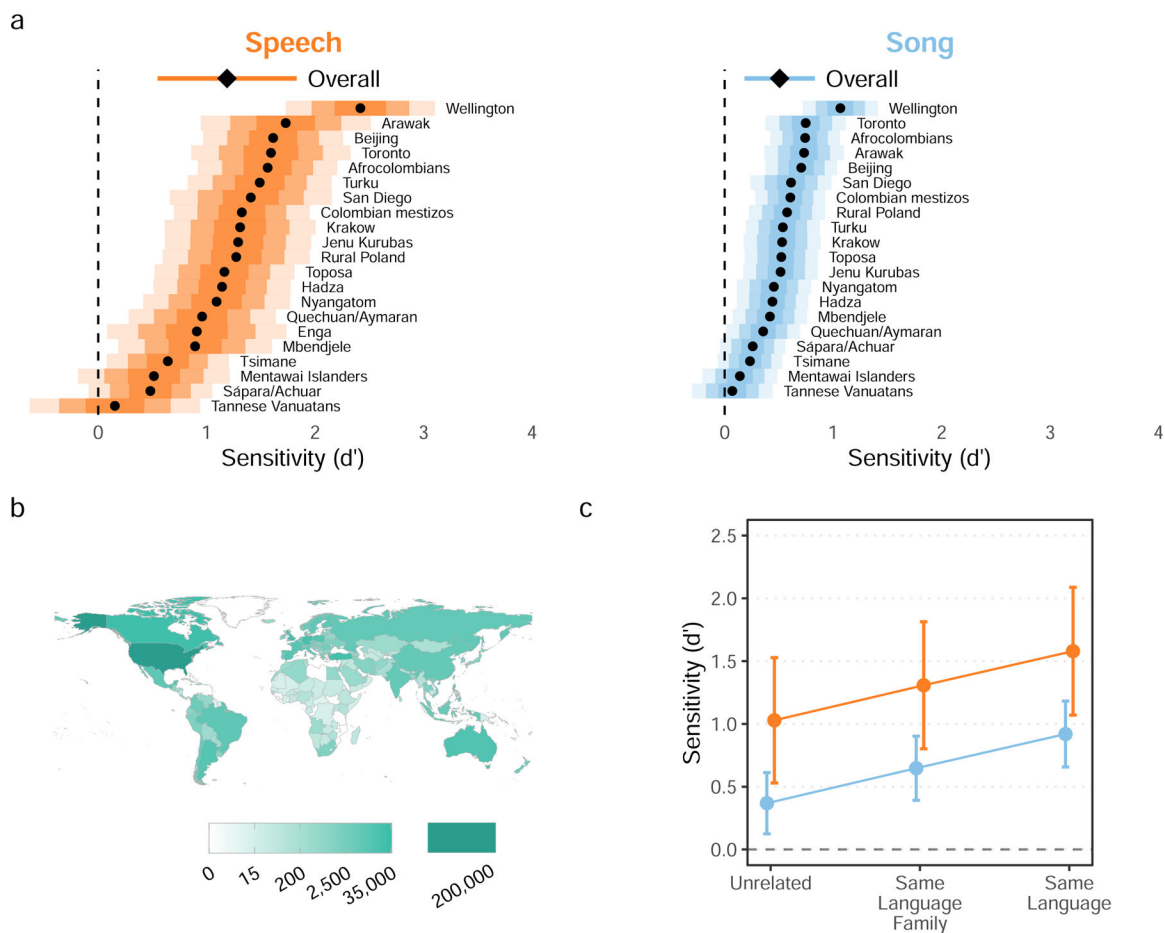 a
Speech
Overall
Wellington
Arawak
Beijing
Toronto
Afrocolombians
Turku
San Diego
Colombian mestizos
Krakow
Jenu Kurubas
Rural Poland
Toposa
Hadza
Nyangatom
Quechuan/Aymaran
Enga
Mbendjele
Tsimane
Mentawai Islanders
Sápara/Achuar
Tannese Vanuatans
0 1 2 3 4
Sensitivity (d')
Song
Overall
Wellington
Toronto
Afrocolombians
Arawak
Beijing
San Diego
Colombian mestizos
Rural Poland
Turku
Krakow
Toposa
Jenu Kurubas
Nyangatom
Hadza
Mbendjele
Quechuan/Aymaran
Sápara/Achuar
Tsimane
Mentawai Islanders
Tannese Vanuatans
0 1 2 3 4
Sensitivity (d')
b
0 15 200 2,500 35,000 200,000
c
Sensitivity (d')
2.5
2.0
1.5
1.0
0.5
0.0
Unrelated
Same
Language
Family
Same
Language